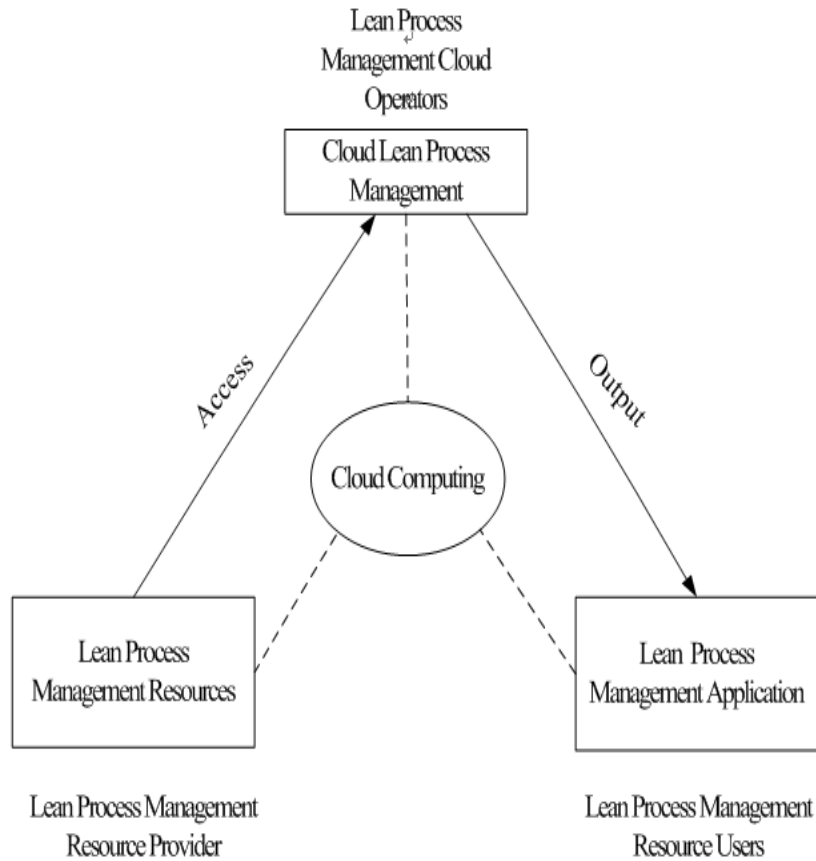 Lean Process
Management Cloud
Operators
Cloud Lean Process
Management
Access
Output
Cloud Computing
Lean Process
Management Resources
Lean Process
Management Application
Lean Process Management
Resource Provider
Lean Process Management
Resource Users